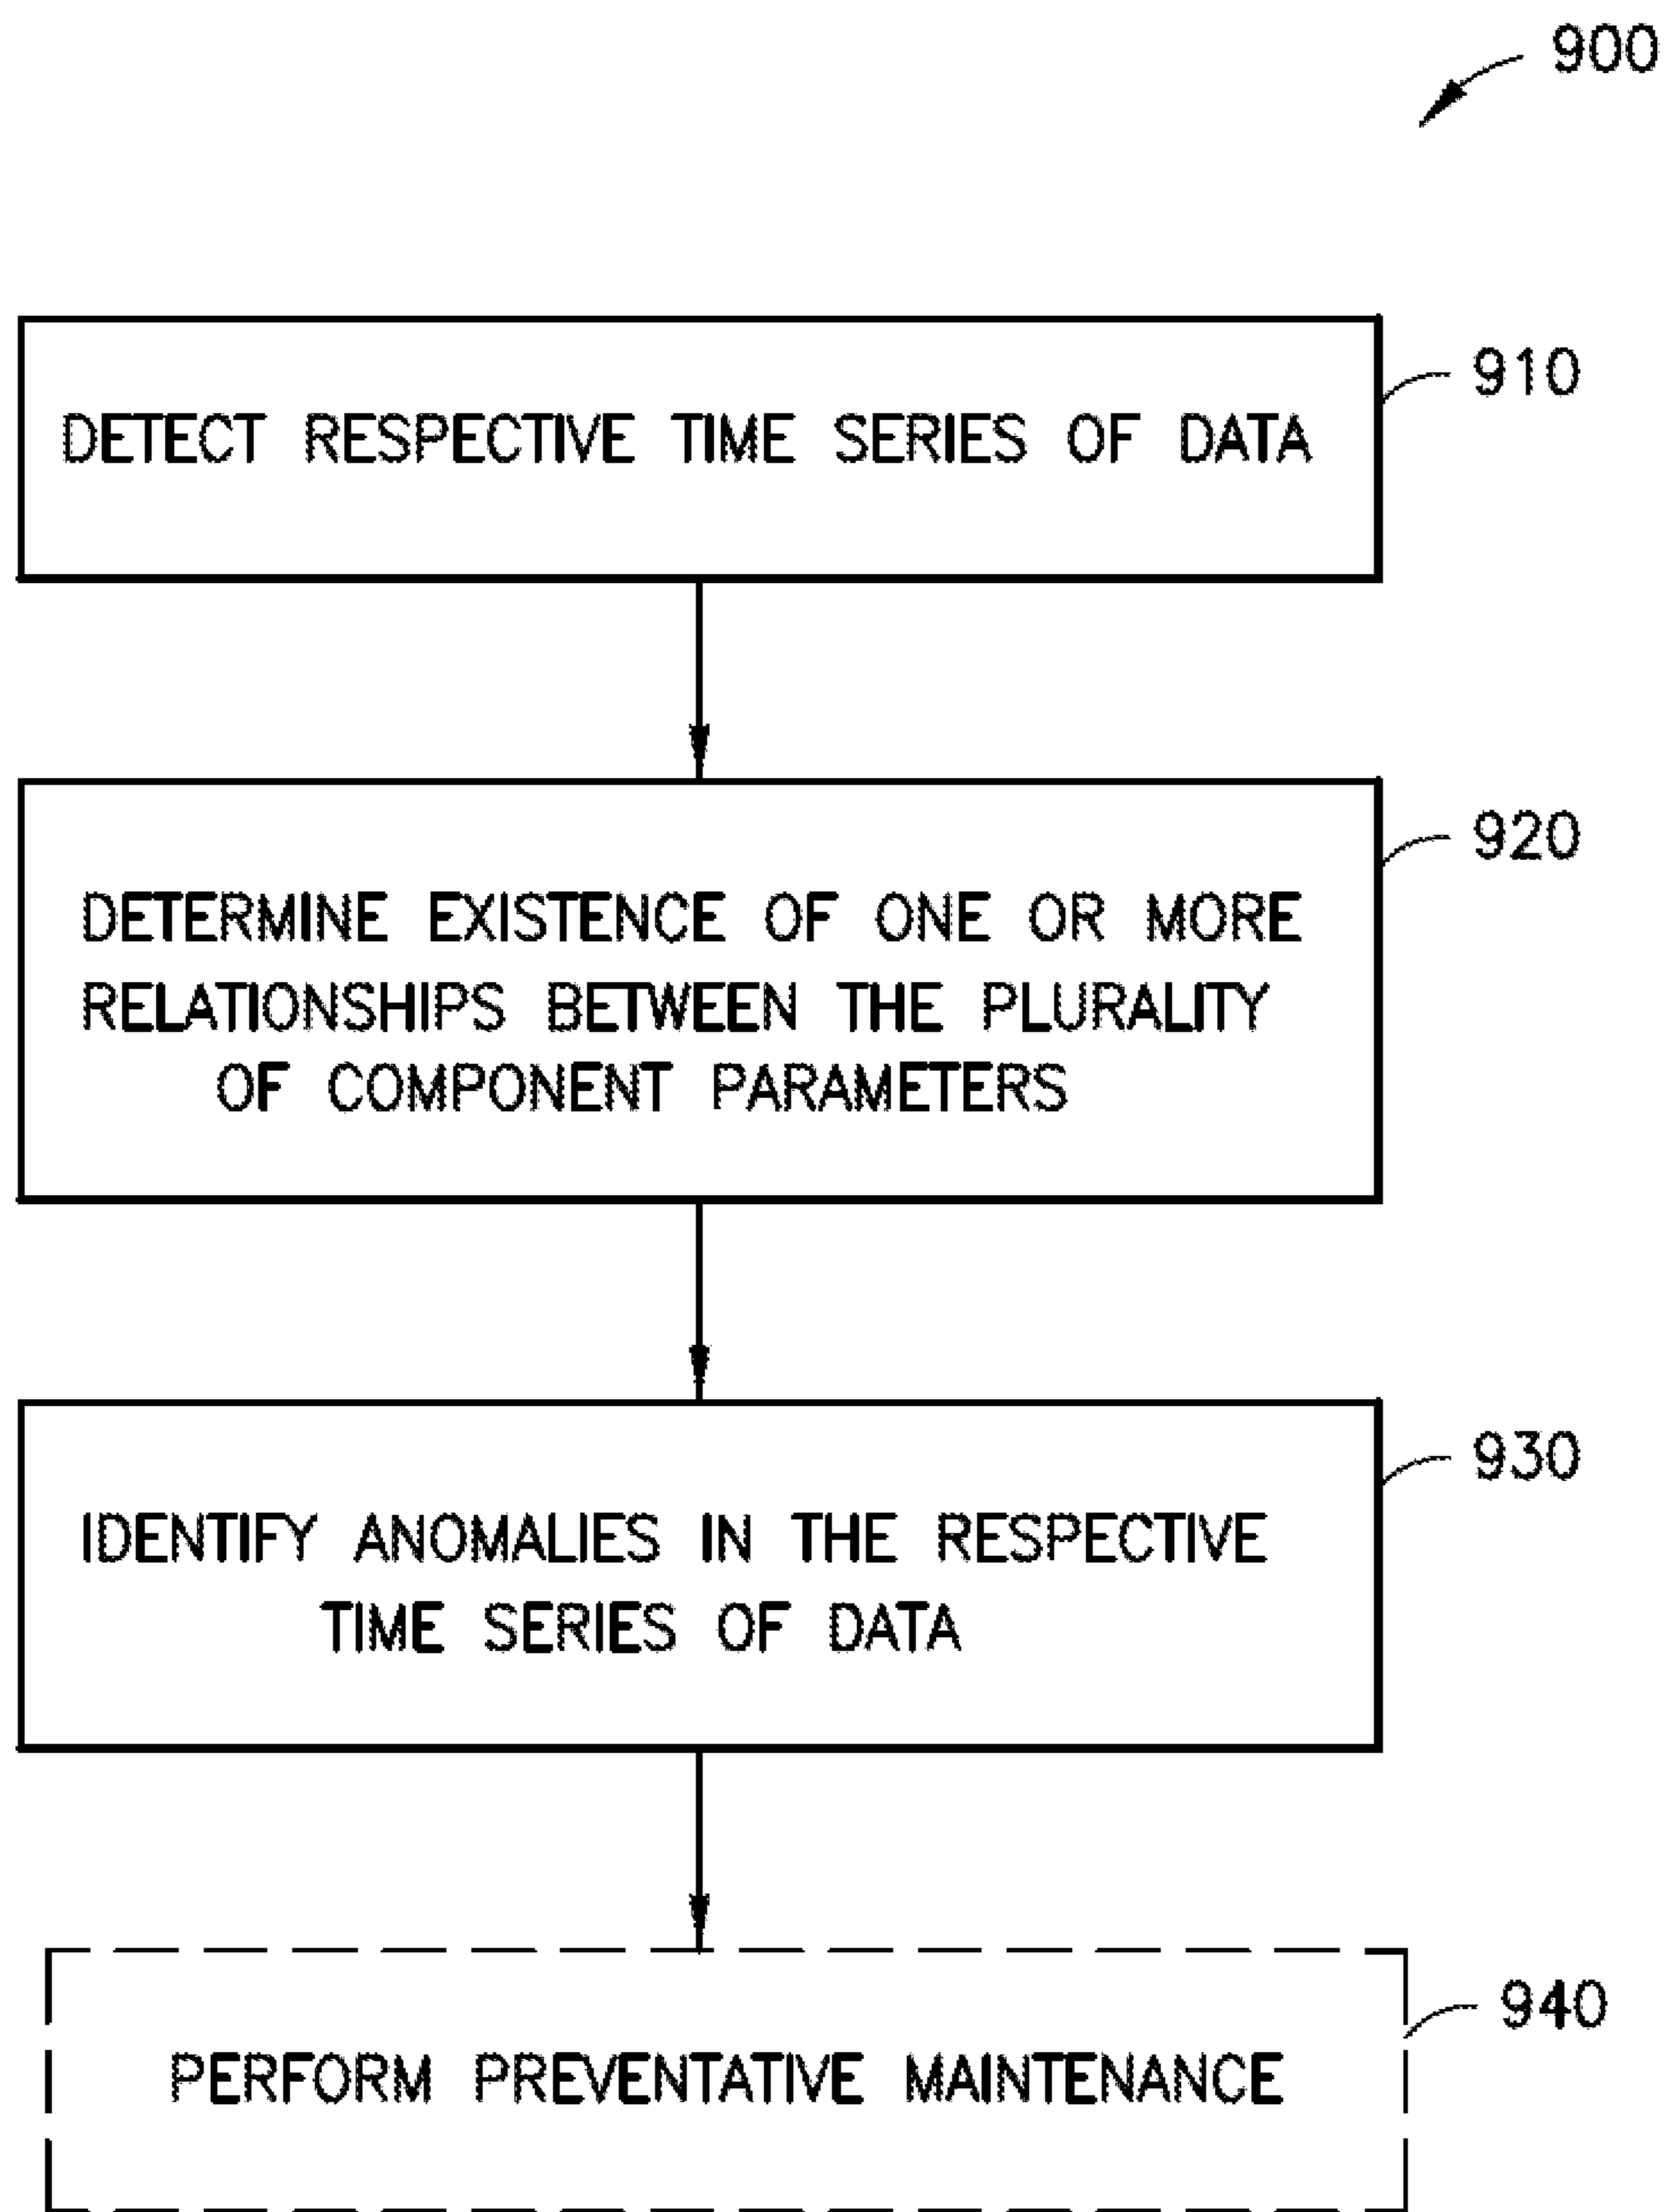 900
910
DETECT RESPECTIVE TIME SERIES OF DATA
920
DETERMINE EXISTENCE OF ONE OR MORE
RELATIONSHIPS BETWEEN THE PLURALITY
OF COMPONENT PARAMETERS
930
IDENTIFY ANOMALIES IN THE RESPECTIVE
TIME SERIES OF DATA
940
PERFORM PREVENTATIVE MAINTENANCE